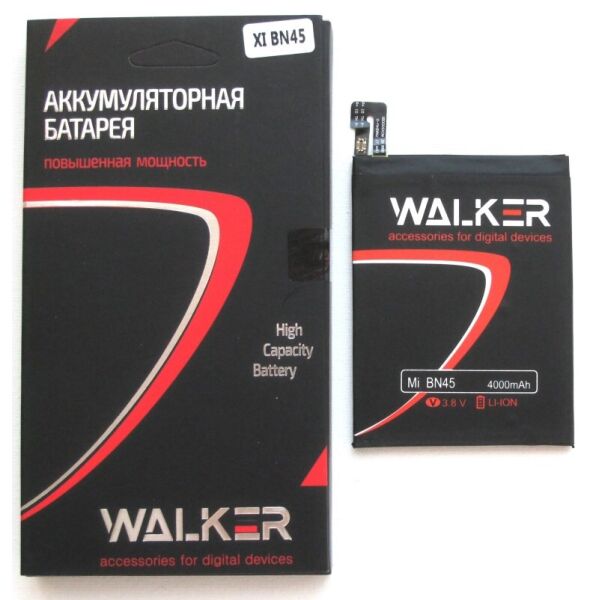 XI BN45
АККУМУЛЯТОРНАЯ
БАТАРЕЯ
повышенная мощность
High
Capacity
Battery
WALKER
accessories for digital devices
WALKER
accessories for digital devices
Mi BN45 4000mAh
V 3.8 V LI-ION